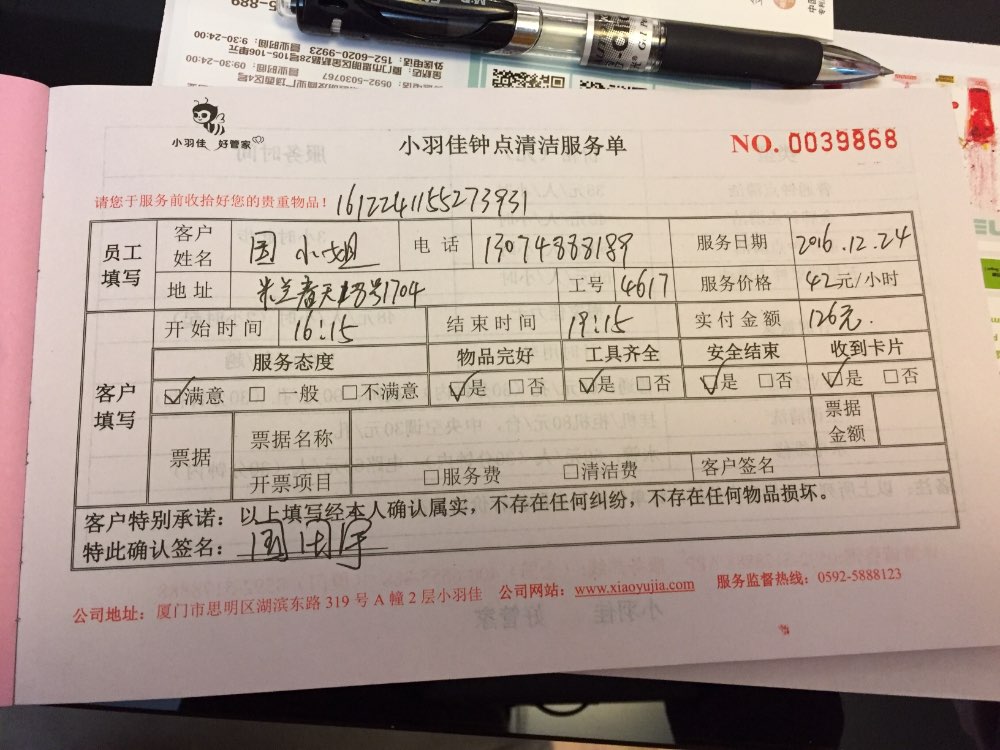 小羽佳 好管家
小羽佳钟点清洁服务单
NO. 0039868
请您于服务前收拾好您的贵重物品！ 1612241155273931
员工填写 客户姓名 国小姐 电话 13074888189 服务日期 2016.12.24
地址 米兰春天 1704 工号 4617 服务价格 42元/小时
客户填写 开始时间 16:15 结束时间 19:15 实付金额 126元.
服务态度 物品完好 工具齐全 安全结束 收到卡片
☑满意 □一般 □不满意 ☑是 □否 ☑是 □否 ☑是 □否 ☑是 □否
票据 票据名称 票据金额
开票项目 □服务费 □清洁费 客户签名
客户特别承诺：以上填写经本人确认属实，不存在任何纠纷，不存在任何物品损坏。
特此确认签名：
公司地址：厦门市思明区湖滨东路 319 号 A 幢 2 层小羽佳 公司网站：www.xiaoyujia.com 服务监督热线：0592-5888123